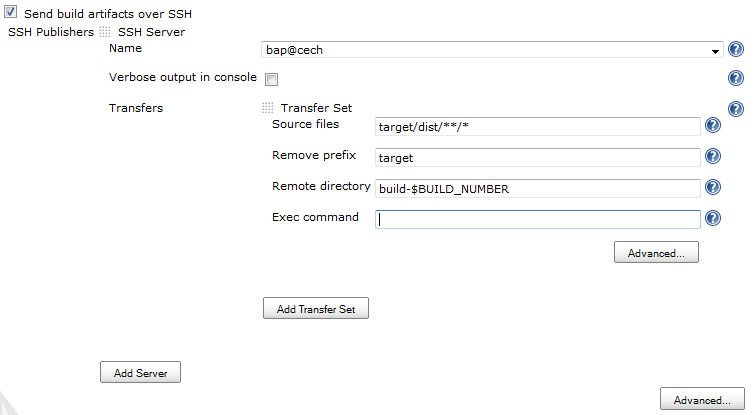 Send build artifacts over SSH
SSH Publishers SSH Server
Name bap@cech
Verbose output in console
Transfers Transfer Set
Source files target/dist/**/*
Remove prefix target
Remote directory build-$BUILD_NUMBER
Exec command
Advanced...
Add Transfer Set
Add Server
Advanced...